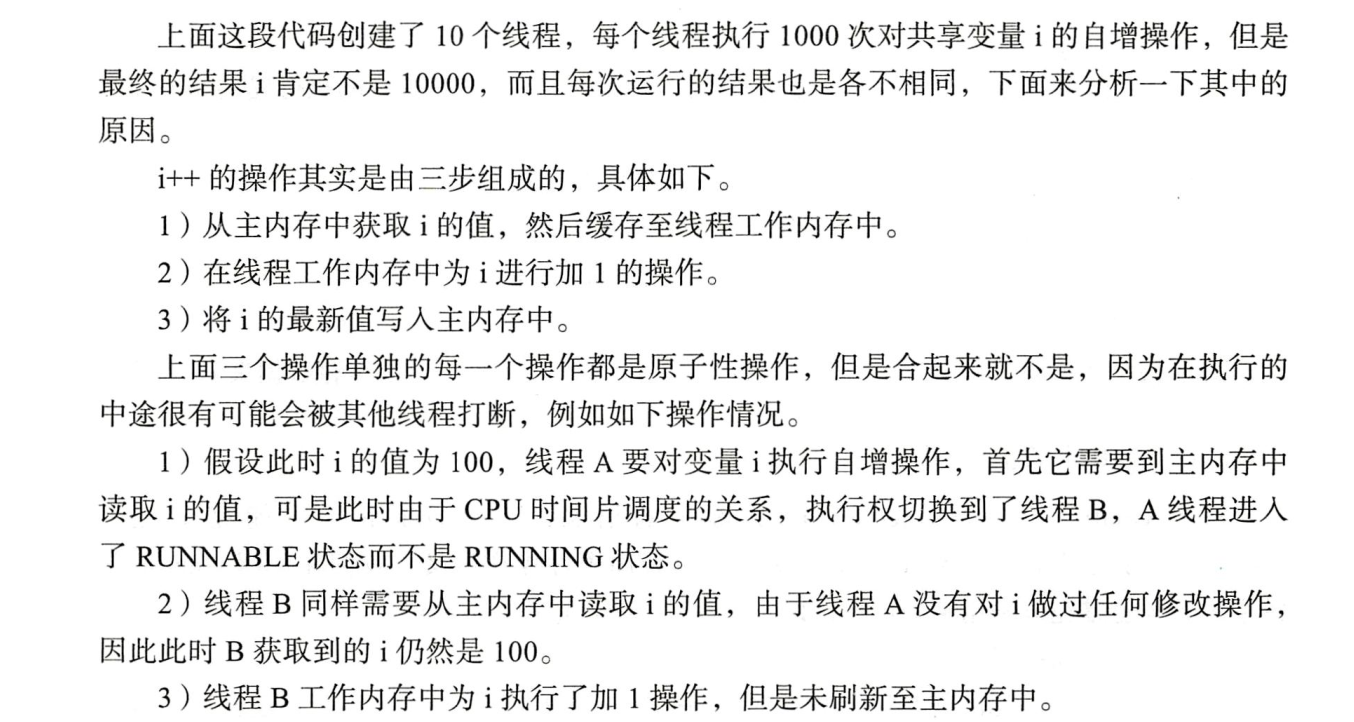 上面这段代码创建了 10 个线程，每个线程执行 1000 次对共享变量 i 的自增操作，但是
最终的结果 i 肯定不是 10000，而且每次运行的结果也是各不相同，下面来分析一下其中的
原因。
i++ 的操作其实是由三步组成的，具体如下。
1）从主内存中获取 i 的值，然后缓存至线程工作内存中。
2）在线程工作内存中为 i 进行加 1 的操作。
3）将 i 的最新值写入主内存中。
上面三个操作单独的每一个操作都是原子性操作，但是合起来就不是，因为在执行的
中途很有可能会被其他线程打断，例如如下操作情况。
1）假设此时 i 的值为 100，线程 A 要对变量 i 执行自增操作，首先它需要到主内存中
读取 i 的值，可是此时由于 CPU 时间片调度的关系，执行权切换到了线程 B，A 线程进入
了 RUNNABLE 状态而不是 RUNNING 状态。
2）线程 B 同样需要从主内存中读取 i 的值，由于线程 A 没有对 i 做过任何修改操作，
因此此时 B 获取到的 i 仍然是 100。
3）线程 B 工作内存中为 i 执行了加 1 操作，但是未刷新至主内存中。